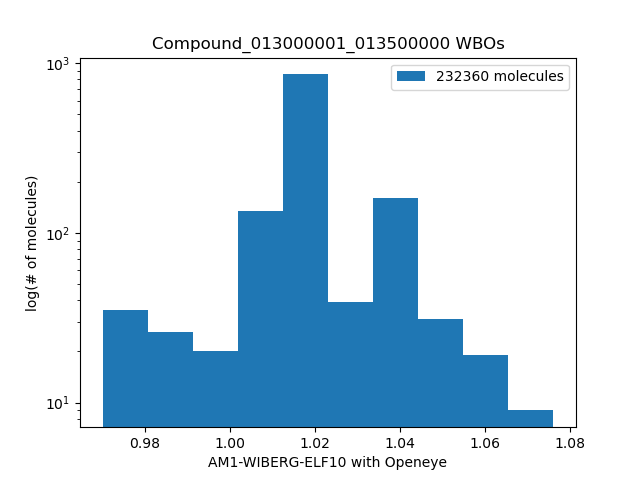 Compound_013000001_013500000 WBOs
232360 molecules
log(# of molecules)
10³
10²
10¹
0.98 1.00 1.02 1.04 1.06 1.08
AM1-WIBERG-ELF10 with Openeye